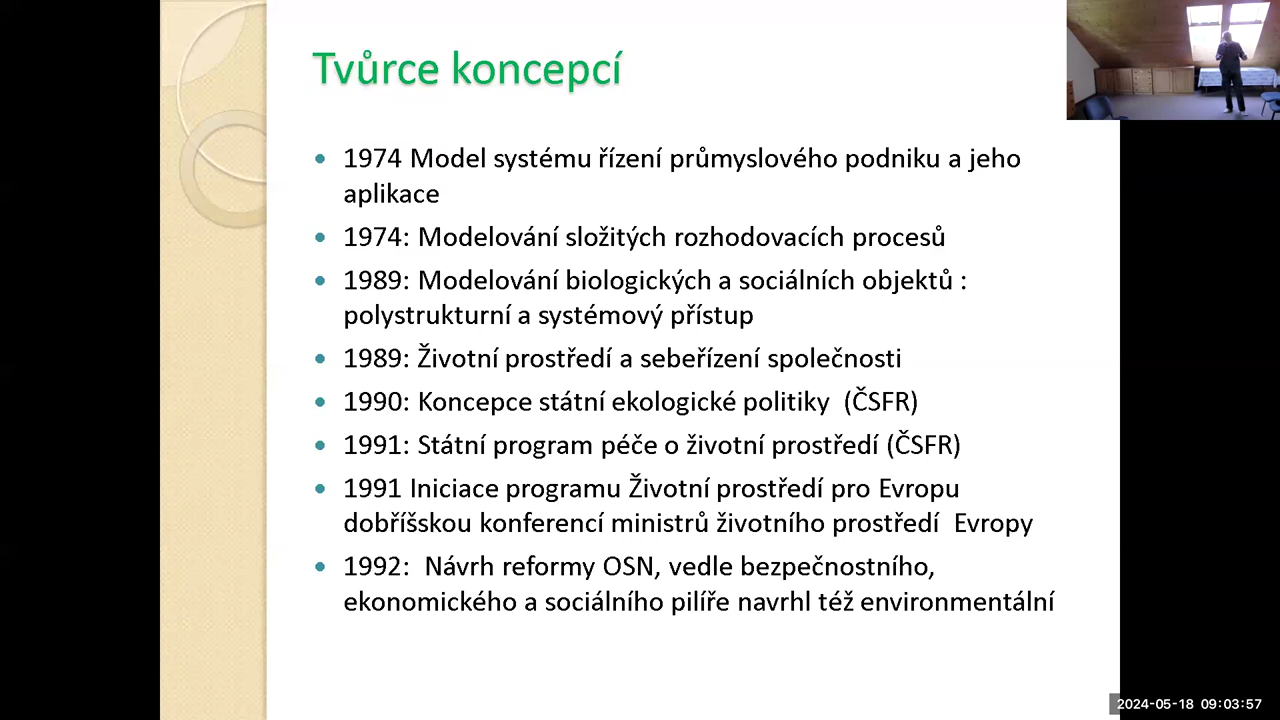 Tvůrce koncepcí
• 1974 Model systému řízení průmyslového podniku a jeho
aplikace
• 1974: Modelování složitých rozhodovacích procesů
• 1989: Modelování biologických a sociálních objektů :
polystrukturní a systémový přístup
• 1989: Životní prostředí a sebeřízení společnosti
• 1990: Koncepce státní ekologické politiky  (ČSFR)
• 1991: Státní program péče o životní prostředí (ČSFR)
• 1991 Iniciace programu Životní prostředí pro Evropu
dobříšskou konferencí ministrů životního prostředí  Evropy
• 1992:  Návrh reformy OSN, vedle bezpečnostního,
ekonomického a sociálního pilíře navrhl též environmentální
2024-05-18 09:03:57